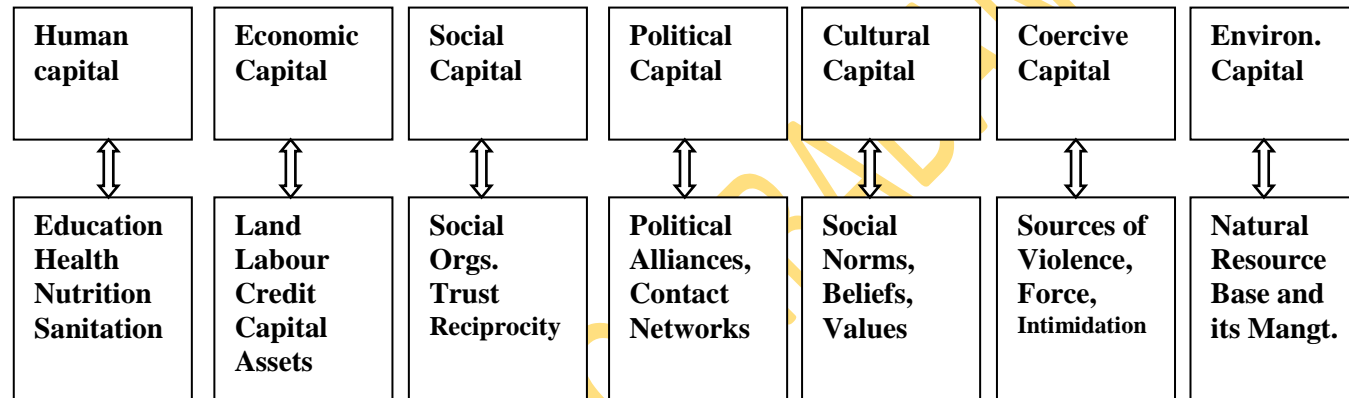 Human
capital
Economic
Capital
Social
Capital
Political
Capital
Cultural
Capital
Coercive
Capital
Environ.
Capital
Education
Health
Nutrition
Sanitation
Land
Labour
Credit
Capital
Assets
Social
Orgs.
Trust
Reciprocity
Political
Alliances,
Contact
Networks
Social
Norms,
Beliefs,
Values
Sources of
Violence,
Force,
Intimidation
Natural
Resource
Base and
its Mangt.